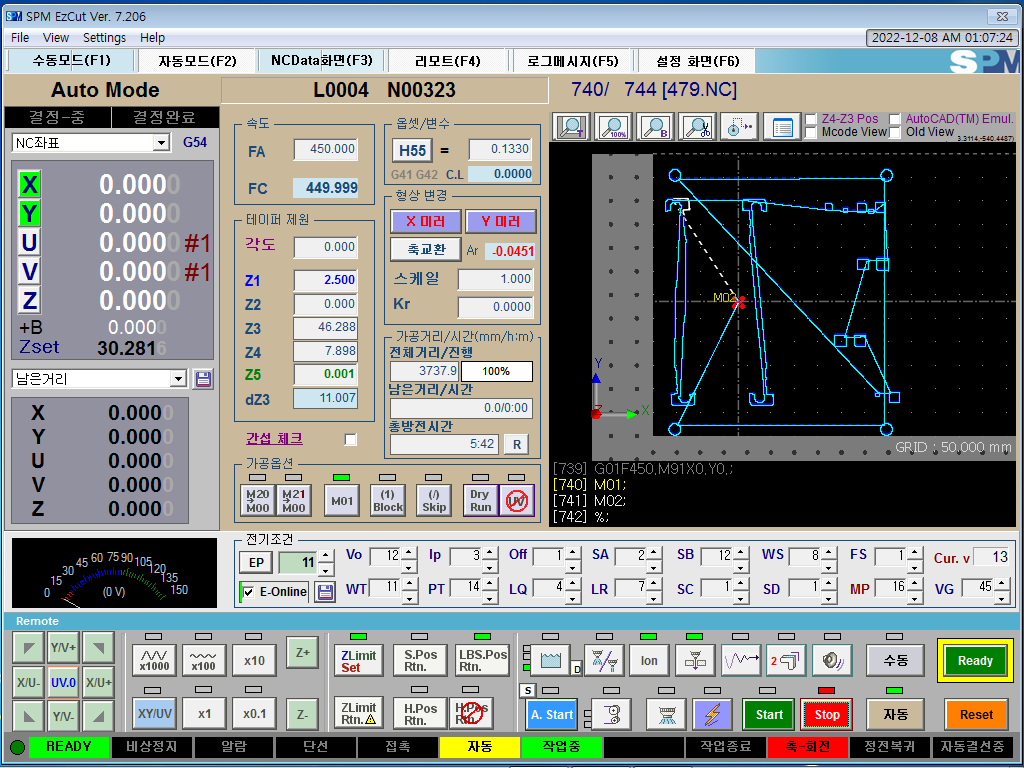 SPM EzCut Ver. 7.206
File View Settings Help
2022-12-08 AM 01:07:24
수동모드(F1) 자동모드(F2) NCData화면(F3) 리모트(F4) 로그메시지(F5) 설정 화면(F6) SPM
Auto Mode L0004 N00323 740/ 744 [479.NC]
결정-중 결정완료
NC좌표 G54
X 0.0000
Y 0.0000
U 0.0000 #1
V 0.0000 #1
Z 0.0000
+B 0.0000
Zset 30.2816
남은거리
X 0.0000
Y 0.0000
U 0.0000
V 0.0000
Z 0.0000
속도
FA 450.000
FC 449.999
테이퍼 제원
각도 0.000
Z1 2.500
Z2 0.000
Z3 46.288
Z4 7.898
Z5 0.001
dZ3 11.007
간섭 체크
옵셋/변수
H55 = 0.1330
G41 G42 C.L 0.0000
형상 변경
X 미러 Y 미러
축교환 Ar -0.0451
스케일 1.000
Kr 0.0000
가공거리/시간(mm/h:m)
전체거리/진행
3737.9 100%
남은거리/시간
0.0/0:00
총방전시간
5:42 R
가공옵션
M20 M00 M21 M00 M01 (1) Block (/) Skip Dry Run UV
T 100% B
Z4-Z3 Pos AutoCAD(TM) Emul.
Mcode View Old View
3.3114,-540.4487)
M02
Y
Z X
GRID : 50.000 mm
[739] G01F450,M91X0,Y0,;
[740] M01;
[741] M02;
[742] %;
0 15 30 45 60 75 90 105 120 135 150
(0 V)
전기조건
EP 11 Vo 12 Ip 3 Off 1 SA 2 SB 12 WS 8 FS 1 Cur. v 13
E-Online WT 11 PT 14 LQ 4 LR 7 SC 1 SD 1 MP 16 VG 45
Remote
Y/V+
X/U- UV.0 X/U+
Y/V-
x1000 x100 x10 Z+
XY/UV x1 x0.1 Z-
ZLimit Set S.Pos Rtn. LBS.Pos Rtn.
ZLimit Rtn. H.Pos Rtn. H.Pos Rtn.
D Ion 2 수동 Ready
S A. Start Start Stop 자동 Reset
READY 비상정지 알람 단선 접촉 자동 작업중 작업종료 축-회전 정전복귀 자동결선중